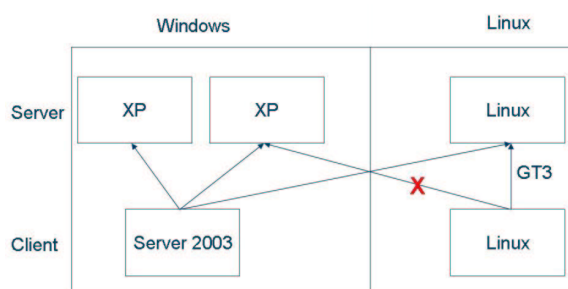 Windows
Linux
Server
XP
XP
Linux
X
GT3
Client
Server 2003
Linux